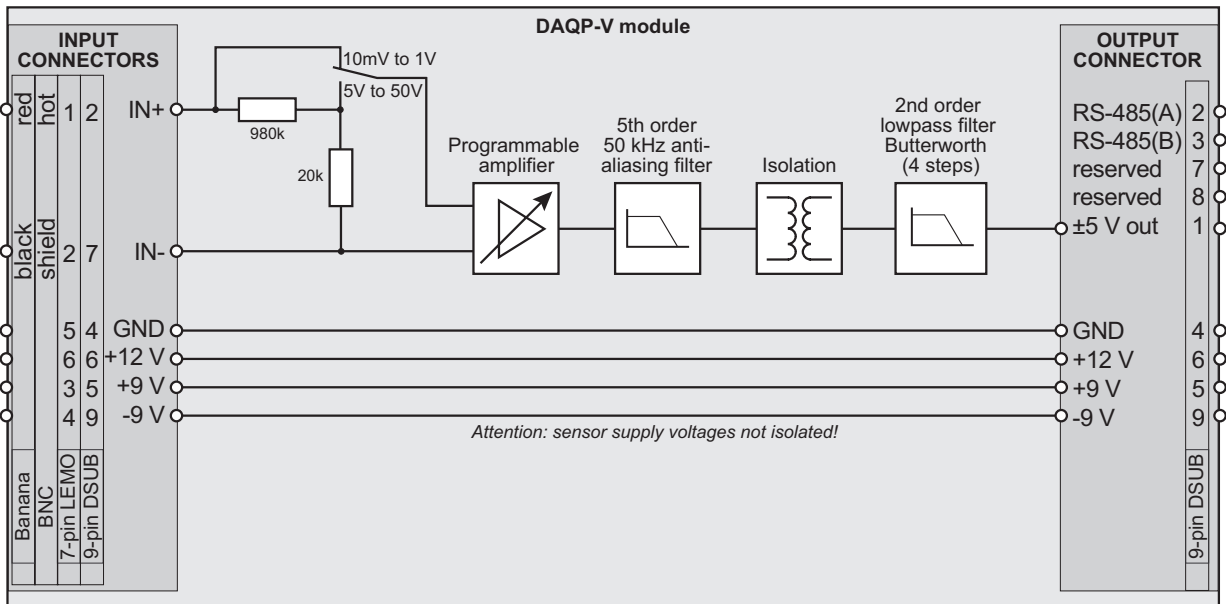 DAQP-V module
INPUT
CONNECTORS
red
hot
1
2
IN+
black
shield
2
7
IN-
5
4
GND
6
6
+12 V
3
5
+9 V
4
9
-9 V
Banana
BNC
7-pin LEMO
9-pin DSUB
10mV to 1V
5V to 50V
980k
20k
Programmable
amplifier
5th order
50 kHz anti-
aliasing filter
Isolation
2nd order
lowpass filter
Butterworth
(4 steps)
Attention: sensor supply voltages not isolated!
OUTPUT
CONNECTOR
RS-485(A) 2
RS-485(B) 3
reserved 7
reserved 8
±5 V out 1
GND 4
+12 V 6
+9 V 5
-9 V 9
9-pin DSUB